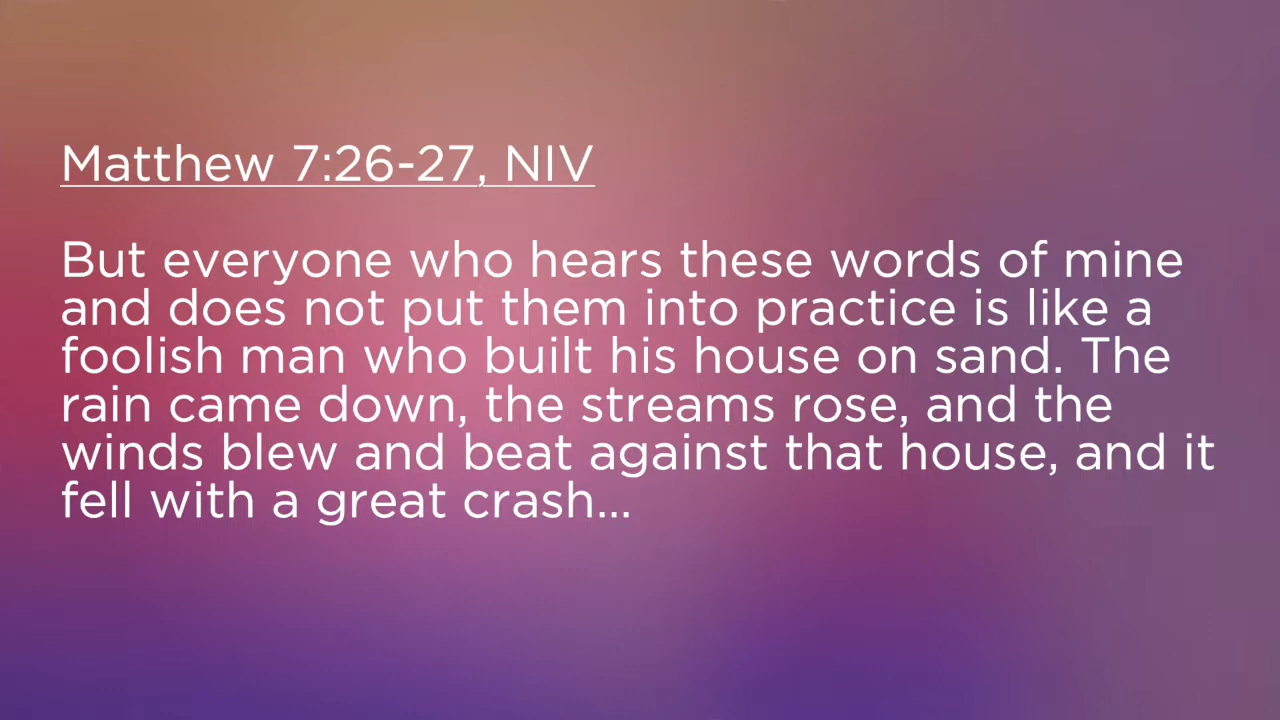 Matthew 7:26-27, NIV
But everyone who hears these words of mine
and does not put them into practice is like a
foolish man who built his house on sand. The
rain came down, the streams rose, and the
winds blew and beat against that house, and it
fell with a great crash...